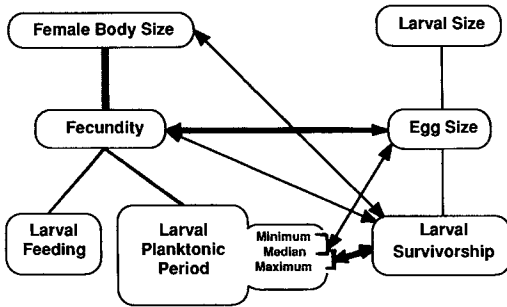 Female Body Size
Larval Size
Fecundity
Egg Size
Larval
Feeding
Larval
Planktonic
Period
Minimum
Median
Maximum
Larval
Survivorship